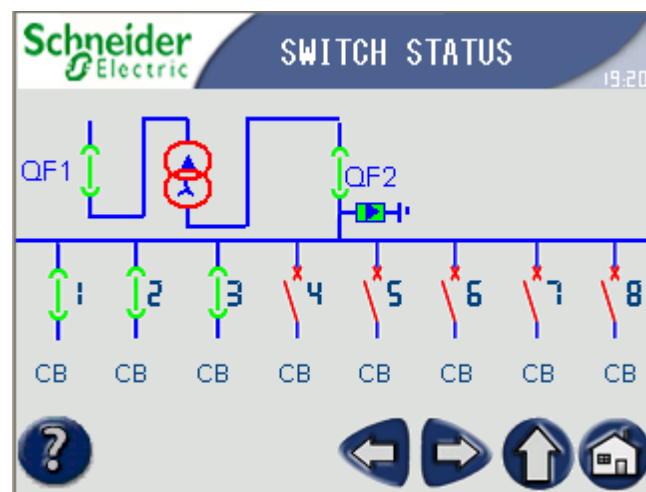 Schneider Electric
SWITCH STATUS
19:20
QF1
QF2
1 2 3 4 5 6 7 8
CB CB CB CB CB CB CB CB
?